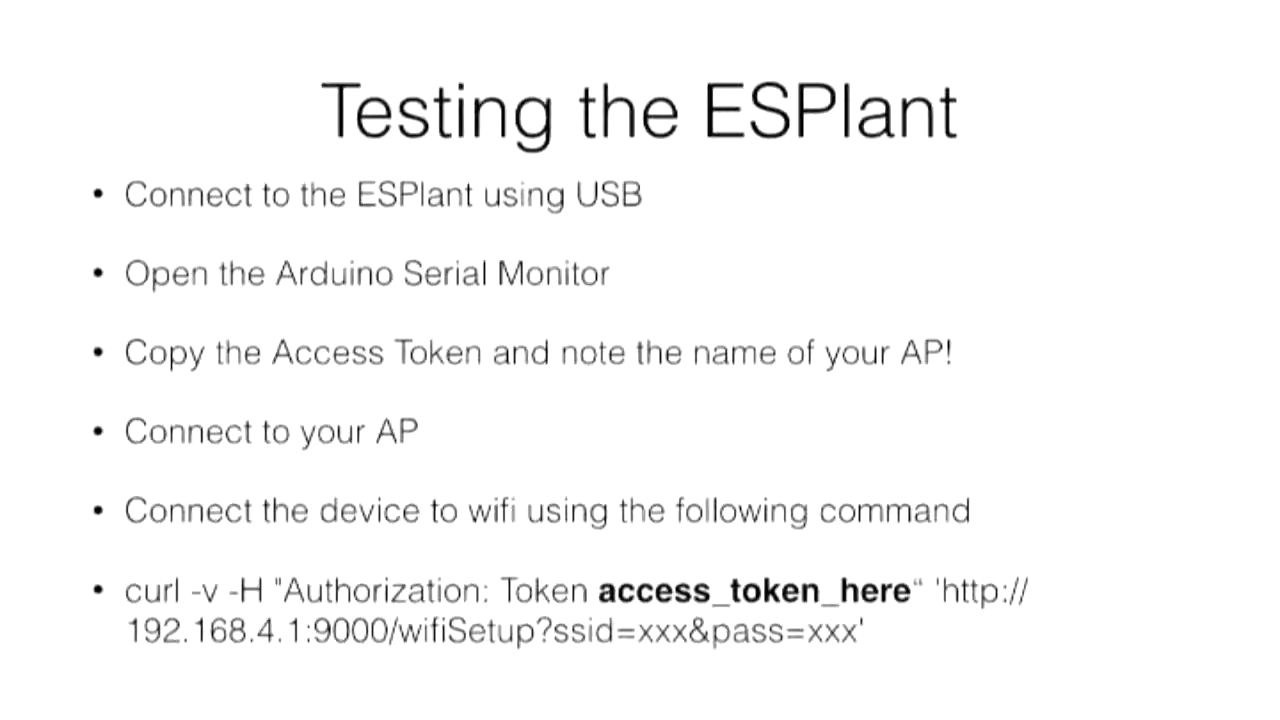 Testing the ESPlant
• Connect to the ESPlant using USB
• Open the Arduino Serial Monitor
• Copy the Access Token and note the name of your AP!
• Connect to your AP
• Connect the device to wifi using the following command
• curl -v -H "Authorization: Token access_token_here“ 'http://
192.168.4.1:9000/wifiSetup?ssid=xxx&pass=xxx'